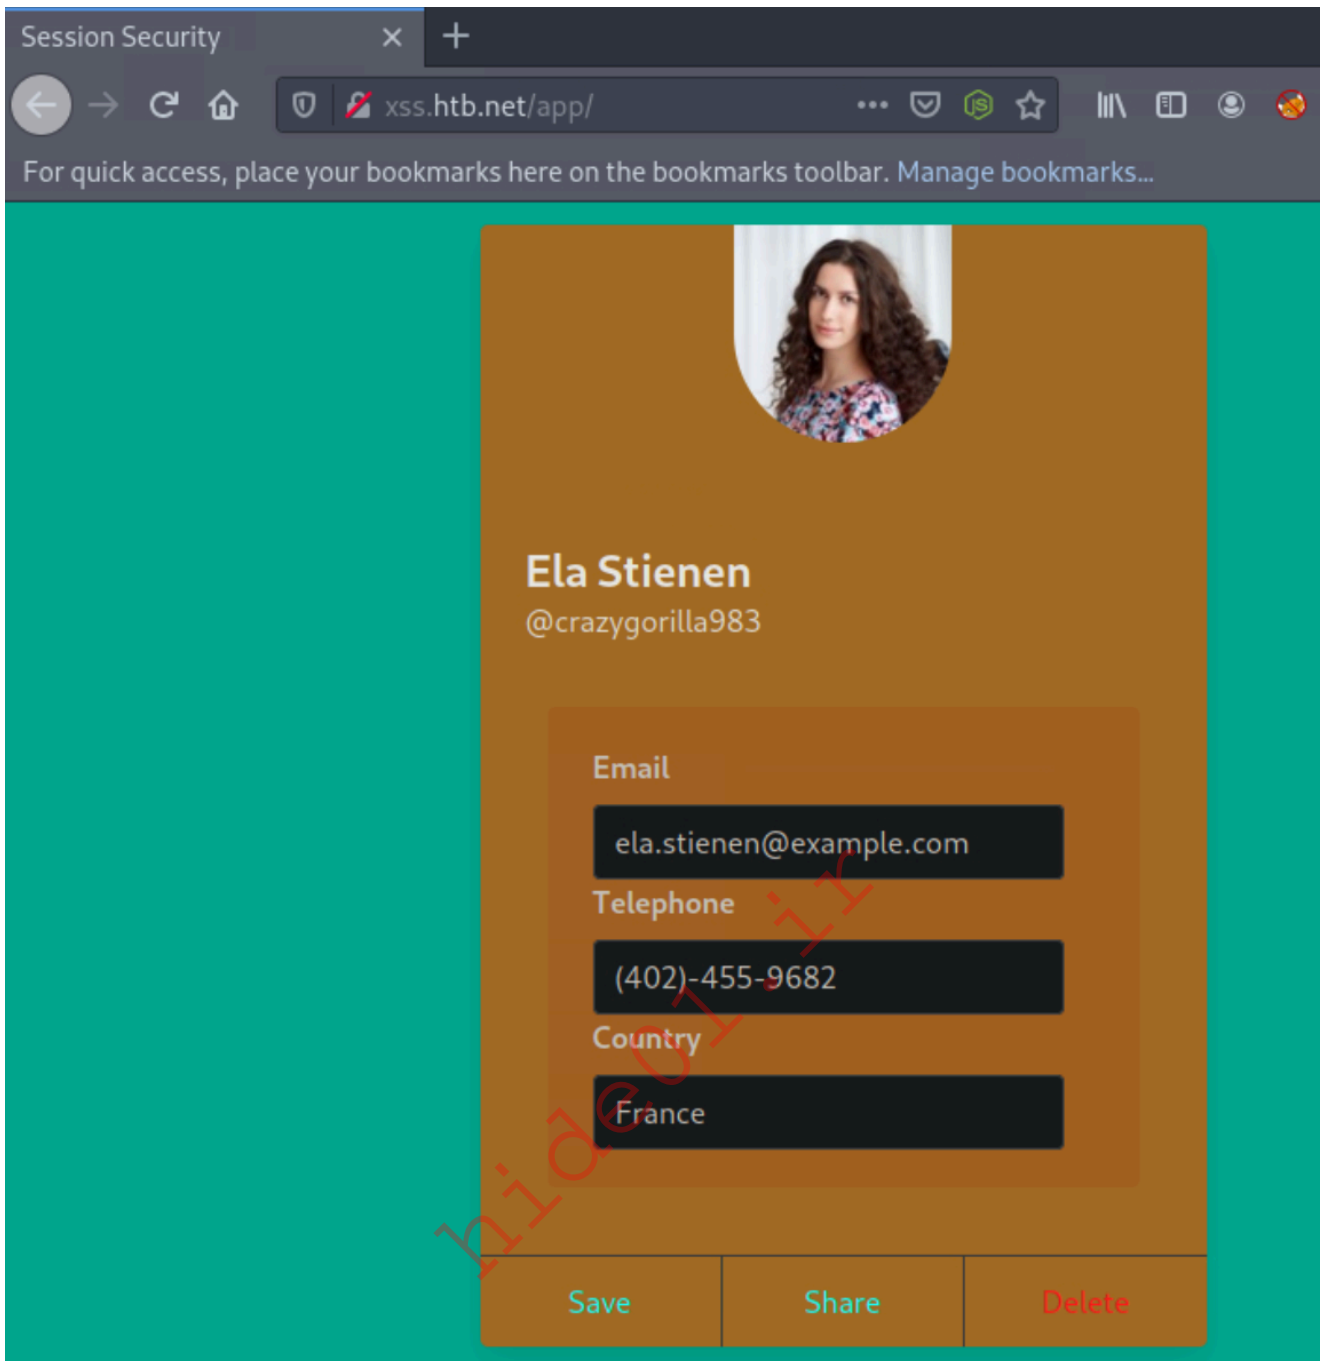 Session Security
xss.htb.net/app/
For quick access, place your bookmarks here on the bookmarks toolbar. Manage bookmarks...
Ela Stienen
@crazygorilla983
Email
ela.stienen@example.com
Telephone
(402)-455-9682
Country
France
hide01.ir
Save
Share
Delete